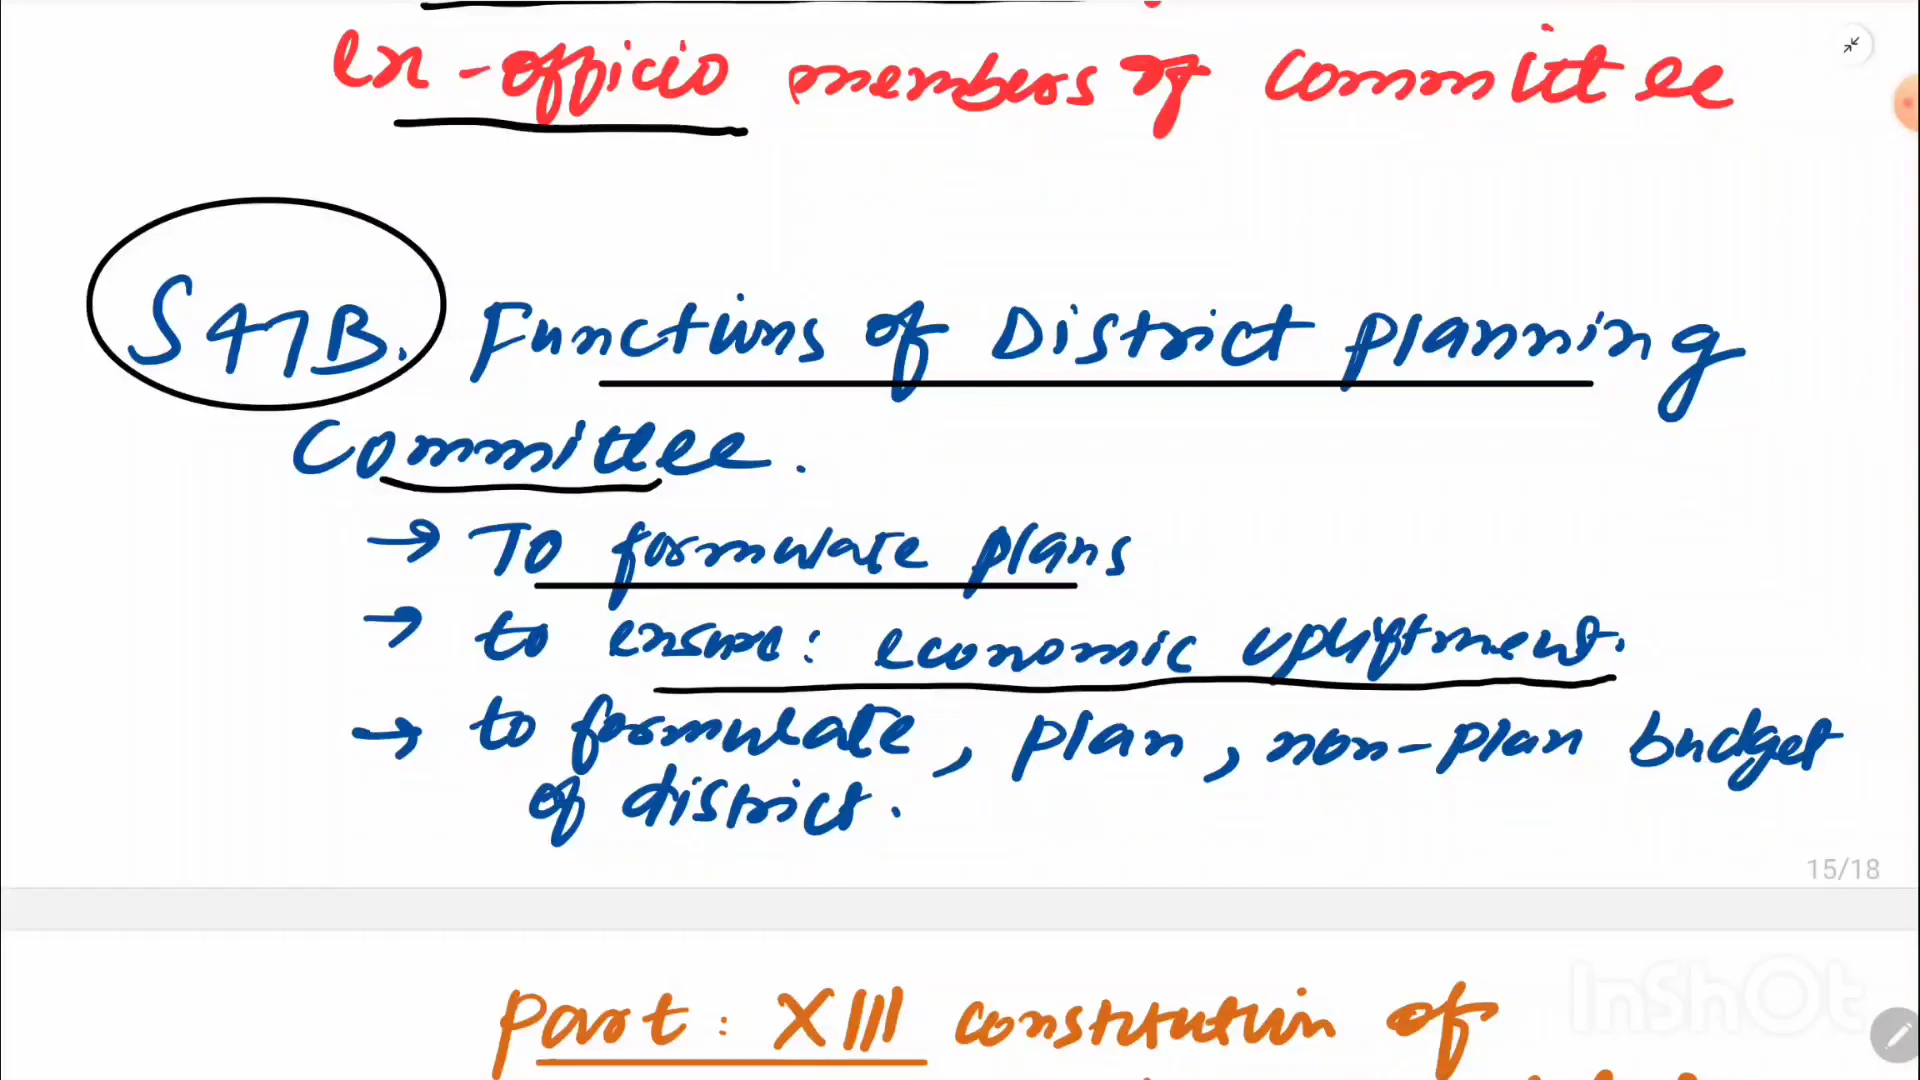 ex-officio members of committee
S47B. Functions of District planning
Committee.
→ To formulate plans
→ to ensure: economic upliftment.
→ to formulate, plan, non-plan budget
of district.
15/18
Part: XIII constitution of
InShOt